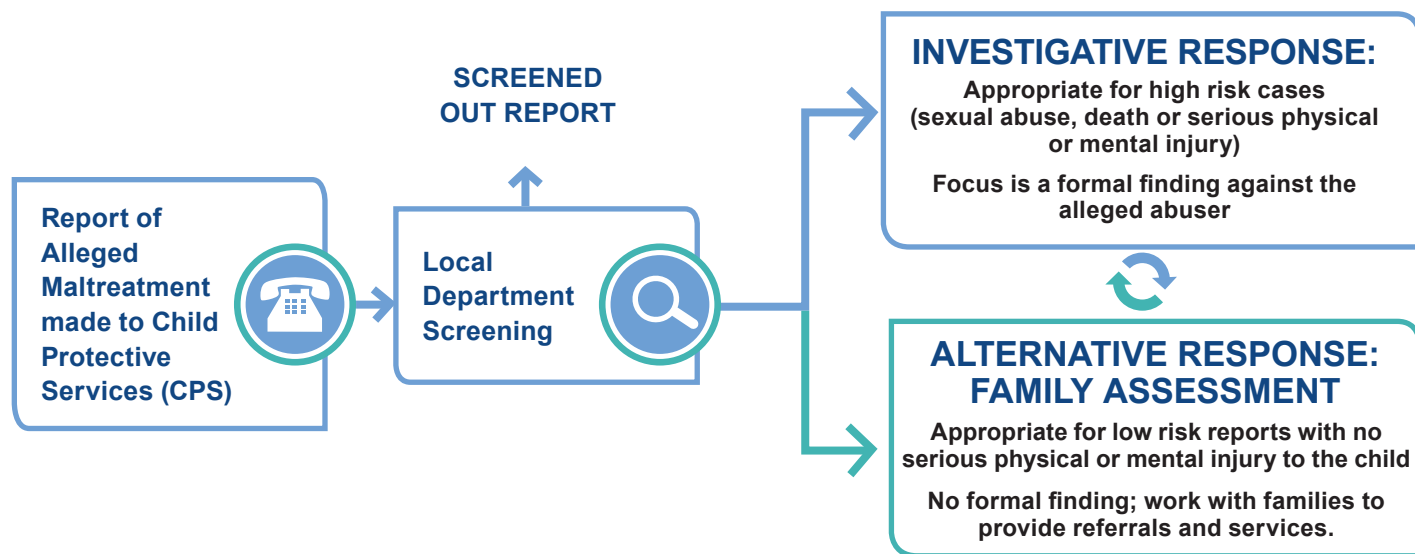 Report of
Alleged
Maltreatment
made to Child
Protective
Services (CPS)
SCREENED
OUT REPORT
Local
Department
Screening
INVESTIGATIVE RESPONSE:
Appropriate for high risk cases
(sexual abuse, death or serious physical
or mental injury)
Focus is a formal finding against the
alleged abuser
ALTERNATIVE RESPONSE:
FAMILY ASSESSMENT
Appropriate for low risk reports with no
serious physical or mental injury to the child
No formal finding; work with families to
provide referrals and services.